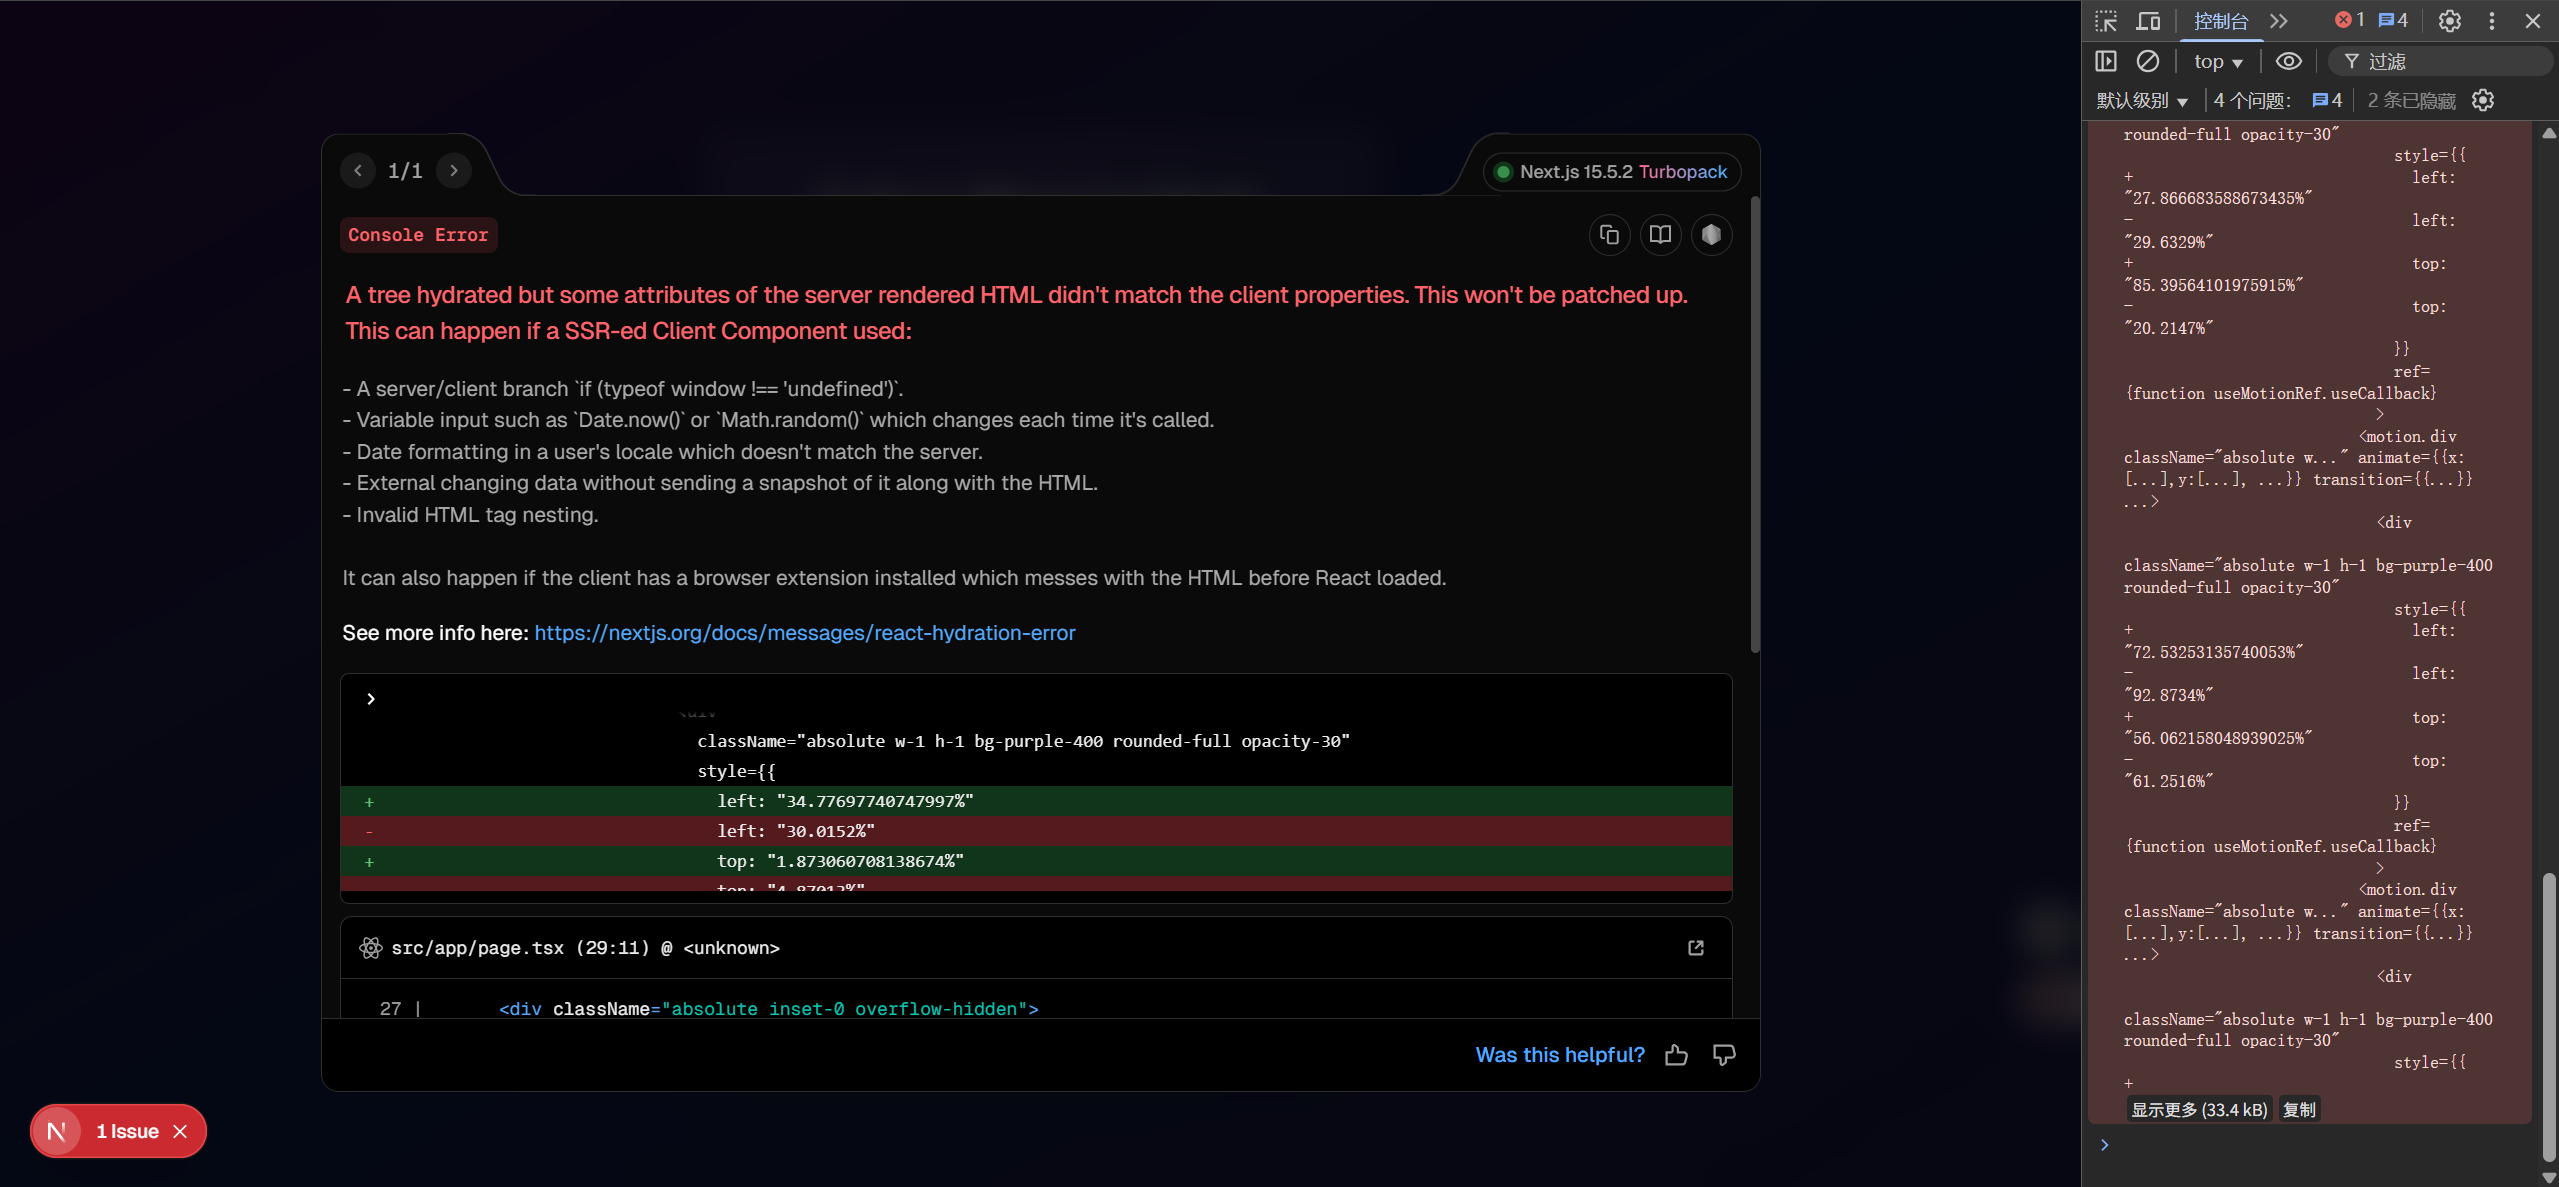 1/1
Next.js 15.5.2 Turbopack
Console Error
A tree hydrated but some attributes of the server rendered HTML didn't match the client properties. This won't be patched up.
This can happen if a SSR-ed Client Component used:
- A server/client branch `if (typeof window !== 'undefined')`.
- Variable input such as `Date.now()` or `Math.random()` which changes each time it's called.
- Date formatting in a user's locale which doesn't match the server.
- External changing data without sending a snapshot of it along with the HTML.
- Invalid HTML tag nesting.
It can also happen if the client has a browser extension installed which messes with the HTML before React loaded.
See more info here: https://nextjs.org/docs/messages/react-hydration-error
<div
className="absolute w-1 h-1 bg-purple-400 rounded-full opacity-30"
style={{
+ left: "34.77697740747997%"
- left: "30.0152%"
+ top: "1.873060708138674%"
top: "4.87013%"
src/app/page.tsx (29:11) @ <unknown>
27 | <div className="absolute inset-0 overflow-hidden">
Was this helpful?
N 1 Issue
控制台
1 4
top
过滤
默认级别
4 个问题: 4
2 条已隐藏
rounded-full opacity-30"
style={{
+ left:
"27.866683588673435%"
- left:
"29.6329%"
+ top:
"85.39564101975915%"
- top:
"20.2147%"
}}
ref=
{function useMotionRef.useCallback}
>
<motion.div
className="absolute w..." animate={{x:
[...],y:[...], ...}} transition={{...}}
...>
<div
className="absolute w-1 h-1 bg-purple-400
rounded-full opacity-30"
style={{
+ left:
"72.53253135740053%"
- left:
"92.8734%"
+ top:
"56.062158048939025%"
- top:
"61.2516%"
}}
ref=
{function useMotionRef.useCallback}
>
<motion.div
className="absolute w..." animate={{x:
[...],y:[...], ...}} transition={{...}}
...>
<div
className="absolute w-1 h-1 bg-purple-400
rounded-full opacity-30"
style={{
+
显示更多 (33.4 kB) 复制